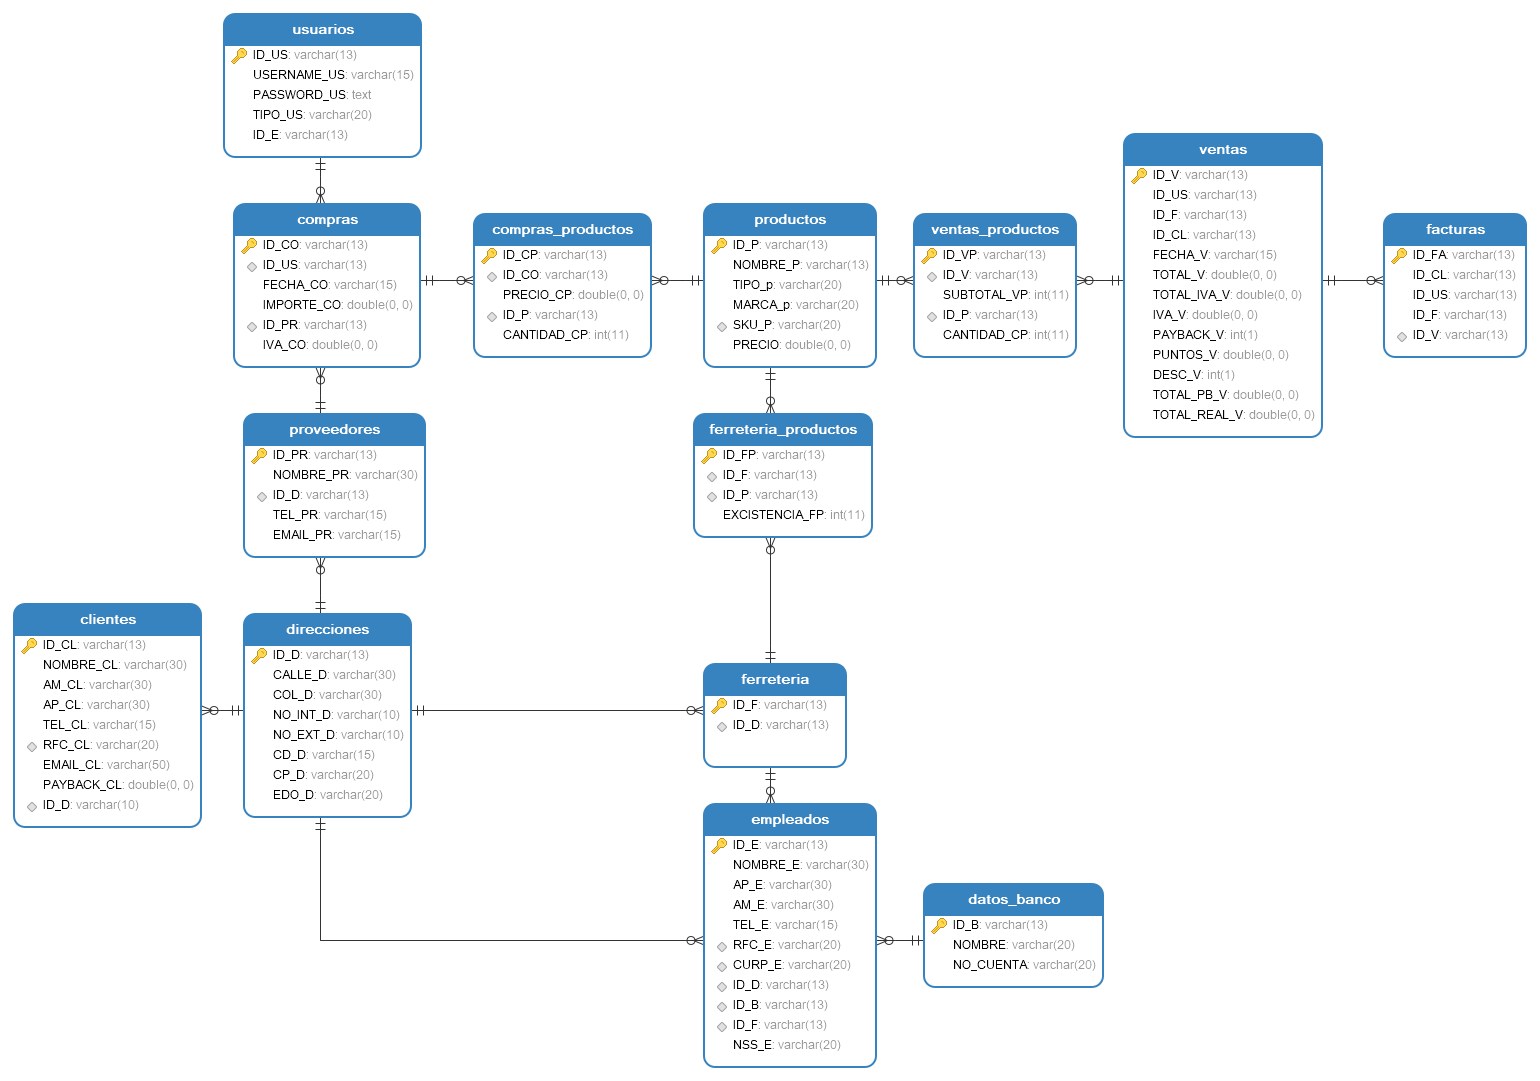 usuarios
ID_US: varchar(13)
USERNAME_US: varchar(15)
PASSWORD_US: text
TIPO_US: varchar(20)
ID_E: varchar(13)
compras
ID_CO: varchar(13)
ID_US: varchar(13)
FECHA_CO: varchar(15)
IMPORTE_CO: double(0, 0)
ID_PR: varchar(13)
IVA_CO: double(0, 0)
compras_productos
ID_CP: varchar(13)
ID_CO: varchar(13)
PRECIO_CP: double(0, 0)
ID_P: varchar(13)
CANTIDAD_CP: int(11)
productos
ID_P: varchar(13)
NOMBRE_P: varchar(13)
TIPO_p: varchar(20)
MARCA_p: varchar(20)
SKU_P: varchar(20)
PRECIO: double(0, 0)
ventas_productos
ID_VP: varchar(13)
ID_V: varchar(13)
SUBTOTAL_VP: int(11)
ID_P: varchar(13)
CANTIDAD_CP: int(11)
ventas
ID_V: varchar(13)
ID_US: varchar(13)
ID_F: varchar(13)
ID_CL: varchar(13)
FECHA_V: varchar(15)
TOTAL_V: double(0, 0)
TOTAL_IVA_V: double(0, 0)
IVA_V: double(0, 0)
PAYBACK_V: int(1)
PUNTOS_V: double(0, 0)
DESC_V: int(1)
TOTAL_PB_V: double(0, 0)
TOTAL_REAL_V: double(0, 0)
facturas
ID_FA: varchar(13)
ID_CL: varchar(13)
ID_US: varchar(13)
ID_F: varchar(13)
ID_V: varchar(13)
proveedores
ID_PR: varchar(13)
NOMBRE_PR: varchar(30)
ID_D: varchar(13)
TEL_PR: varchar(15)
EMAIL_PR: varchar(15)
ferreteria_productos
ID_FP: varchar(13)
ID_F: varchar(13)
ID_P: varchar(13)
EXCISTENCIA_FP: int(11)
clientes
ID_CL: varchar(13)
NOMBRE_CL: varchar(30)
AM_CL: varchar(30)
AP_CL: varchar(30)
TEL_CL: varchar(15)
RFC_CL: varchar(20)
EMAIL_CL: varchar(50)
PAYBACK_CL: double(0, 0)
ID_D: varchar(10)
direcciones
ID_D: varchar(13)
CALLE_D: varchar(30)
COL_D: varchar(30)
NO_INT_D: varchar(10)
NO_EXT_D: varchar(10)
CD_D: varchar(15)
CP_D: varchar(20)
EDO_D: varchar(20)
ferreteria
ID_F: varchar(13)
ID_D: varchar(13)
empleados
ID_E: varchar(13)
NOMBRE_E: varchar(30)
AP_E: varchar(30)
AM_E: varchar(30)
TEL_E: varchar(15)
RFC_E: varchar(20)
CURP_E: varchar(20)
ID_D: varchar(13)
ID_B: varchar(13)
ID_F: varchar(13)
NSS_E: varchar(20)
datos_banco
ID_B: varchar(13)
NOMBRE: varchar(20)
NO_CUENTA: varchar(20)